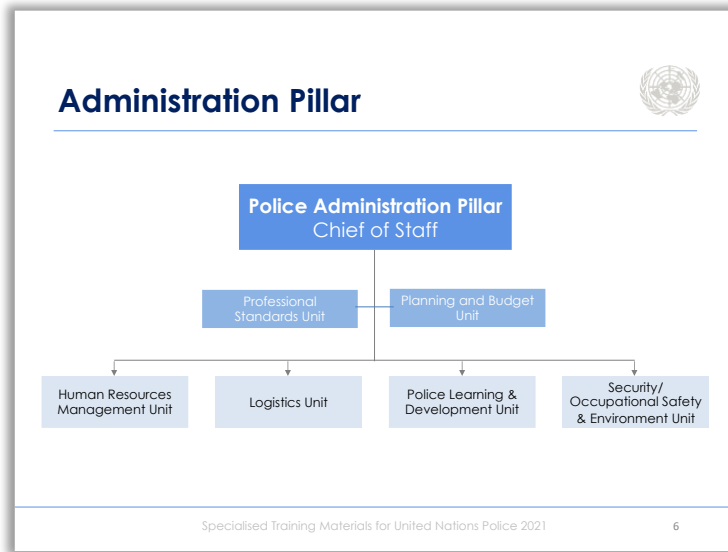 Administration Pillar
Police Administration Pillar
Chief of Staff
Professional
Standards Unit
Planning and Budget
Unit
Human Resources
Management Unit
Logistics Unit
Police Learning &
Development Unit
Security/
Occupational Safety
& Environment Unit
Specialised Training Materials for United Nations Police 2021
6